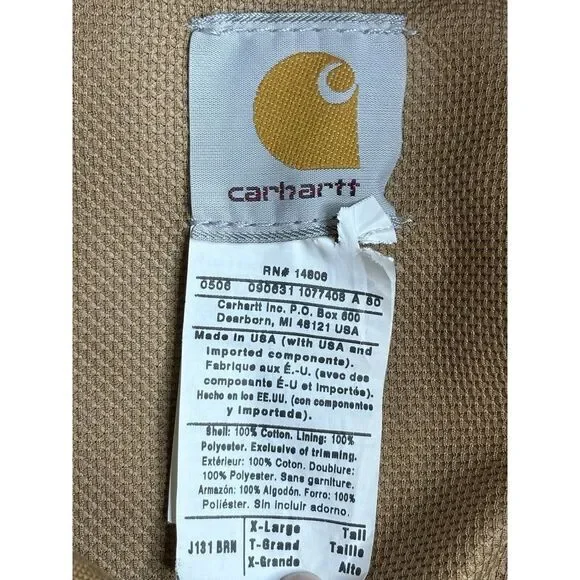 carhartt
RN# 14806
0506 090631 1077408 A 80
Carhartt Inc. P.O. Box 600
Dearborn, MI 48121 USA
Made in USA (with USA and
imported components).
Fabrique aux É.-U. (avec des
composants É-U et importés).
Hecho en los EE.UU. (con componentes
y importada).
Shell: 100% Cotton. Lining: 100%
Polyester. Exclusive of trimming.
Extérieur: 100% Coton. Doublure:
100% Polyester. Sans garniture.
Armazón: 100% Algodón. Forro: 100%
Poliéster. Sin incluir adorno.
J131 BRN
X-Large Tall
T-Grand Taille
X-Grande Alto